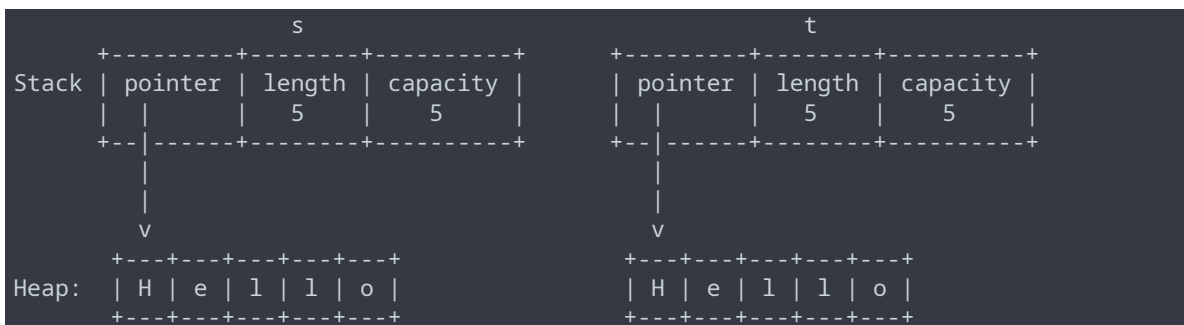 s                                         t
       +---------+--------+----------+       +---------+--------+----------+
Stack | pointer | length | capacity |       | pointer | length | capacity |
      |  |      |   5    |    5     |       |  |      |   5    |    5     |
       +--|------+--------+----------+       +--|------+--------+----------+
          |                                     |
          |                                     |
          v                                     v
        +---+---+---+---+---+                 +---+---+---+---+---+
Heap:   | H | e | l | l | o |                 | H | e | l | l | o |
        +---+---+---+---+---+                 +---+---+---+---+---+